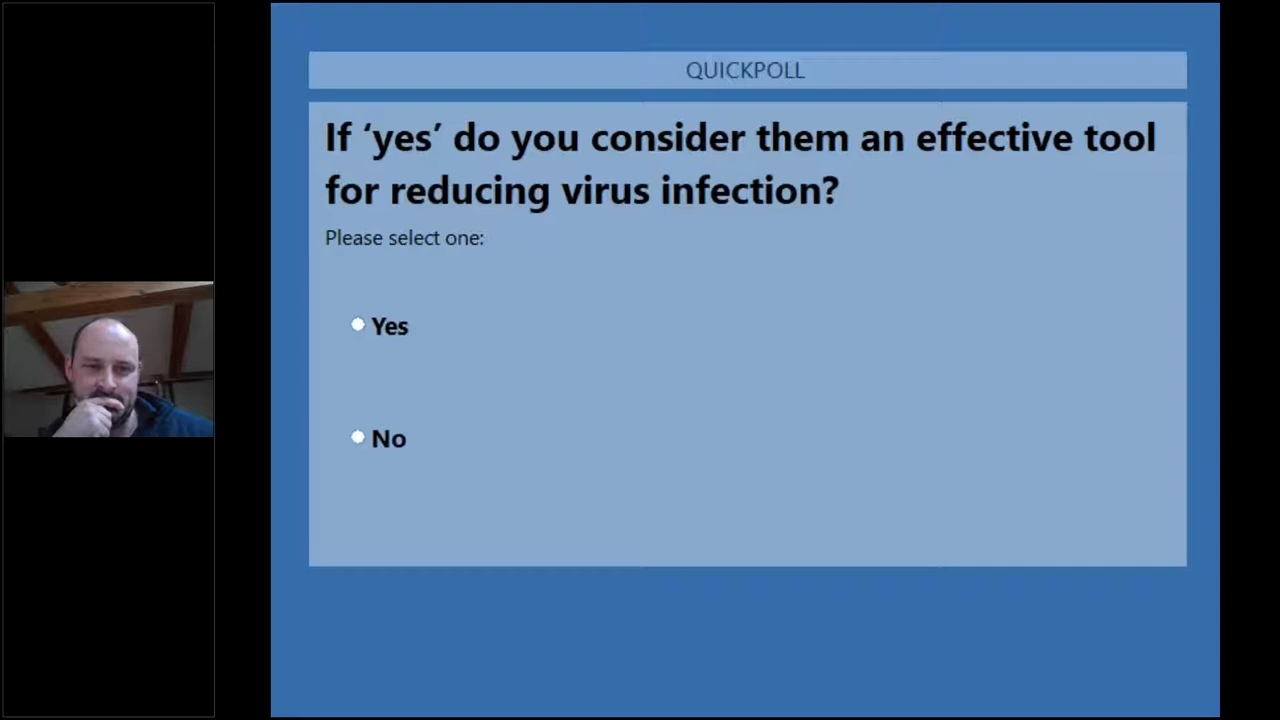 QUICKPOLL
If ‘yes’ do you consider them an effective tool
for reducing virus infection?
Please select one:
Yes
No